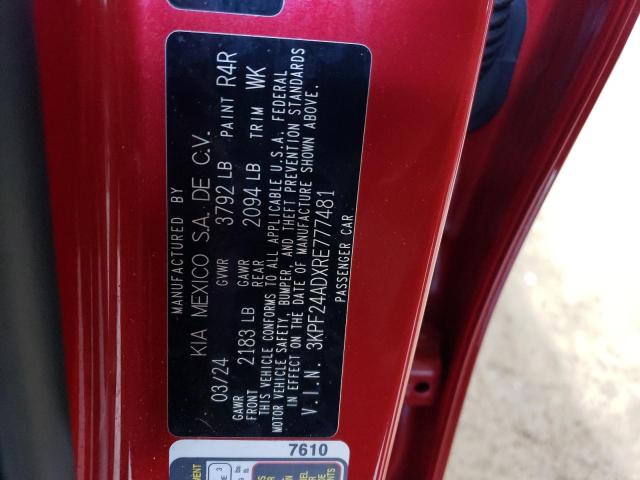 MANUFACTURED BY
KIA MEXICO S.A. DE C.V.
03/24 GVWR 3792 LB PAINT R4R
GAWR FRONT 2183 LB GAWR REAR 2094 LB TRIM WK
THIS VEHICLE CONFORMS TO ALL APPLICABLE U.S.A. FEDERAL
MOTOR VEHICLE SAFETY, BUMPER, AND THEFT PREVENTION STANDARDS
IN EFFECT ON THE DATE OF MANUFACTURE SHOWN ABOVE.
V.I.N. 3KPF24ADXRE777481
PASSENGER CAR
7610